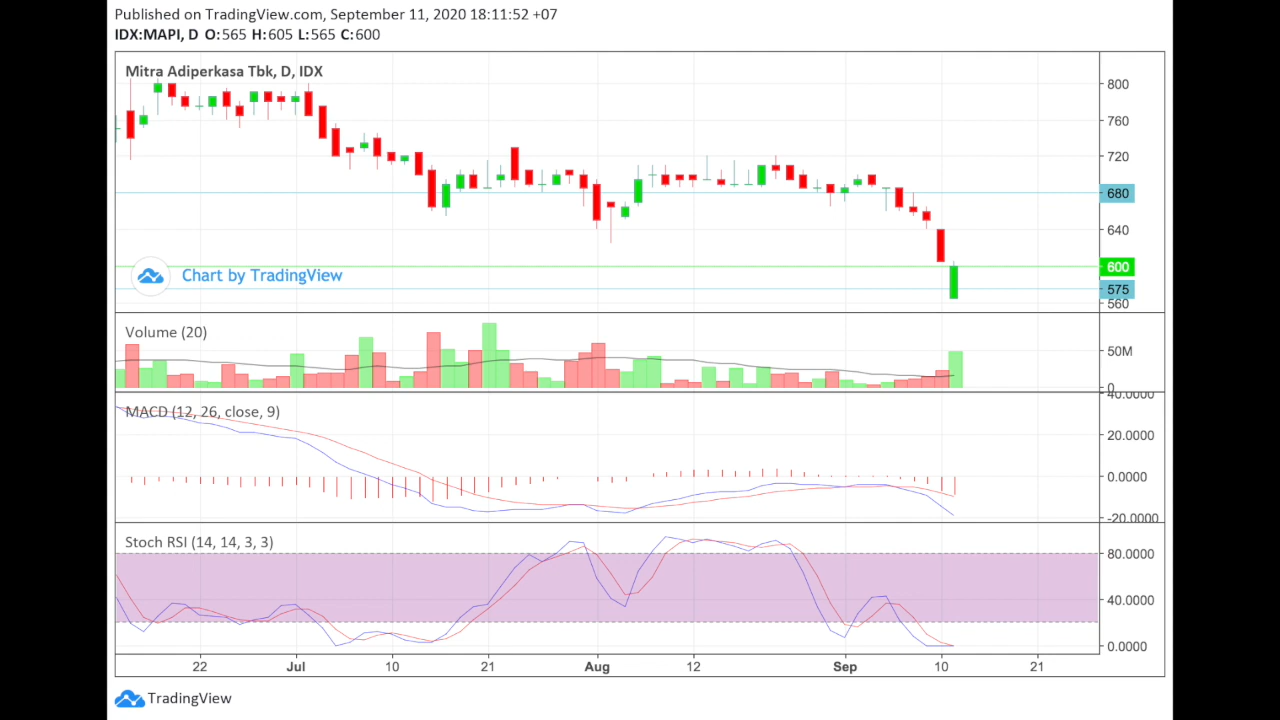 Published on TradingView.com, September 11, 2020 18:11:52 +07
IDX:MAPI, D O:565 H:605 L:565 C:600
Mitra Adiperkasa Tbk, D, IDX
800
760
720
680
640
600
575
560
Chart by TradingView
Volume (20)
50M
0
MACD (12, 26, close, 9)
40.0000
20.0000
0.0000
-20.0000
Stoch RSI (14, 14, 3, 3)
80.0000
40.0000
0.0000
22 Jul 10 21 Aug 12 Sep 10 21
TradingView